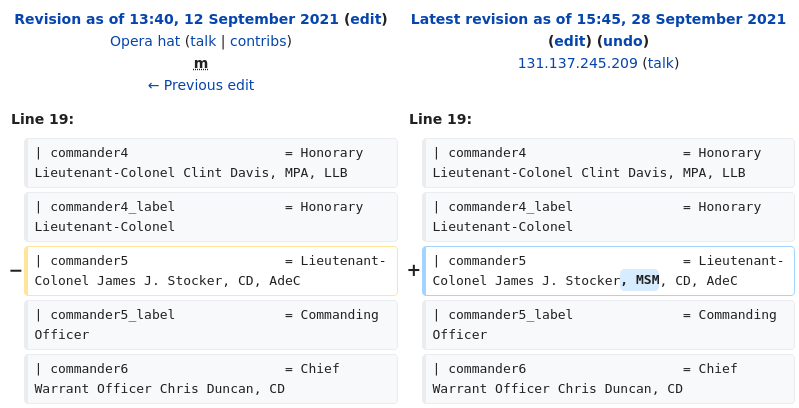 Revision as of 13:40, 12 September 2021 (edit)
Opera hat (talk | contribs)
m
← Previous edit
Latest revision as of 15:45, 28 September 2021
(edit) (undo)
131.137.245.209 (talk)
Line 19:
| commander4 = Honorary
Lieutenant-Colonel Clint Davis, MPA, LLB
| commander4_label = Honorary
Lieutenant-Colonel
− | commander5 = Lieutenant-
Colonel James J. Stocker, CD, AdeC
| commander5_label = Commanding
Officer
| commander6 = Chief
Warrant Officer Chris Duncan, CD
Line 19:
| commander4 = Honorary
Lieutenant-Colonel Clint Davis, MPA, LLB
| commander4_label = Honorary
Lieutenant-Colonel
+ | commander5 = Lieutenant-
Colonel James J. Stocker, MSM, CD, AdeC
| commander5_label = Commanding
Officer
| commander6 = Chief
Warrant Officer Chris Duncan, CD